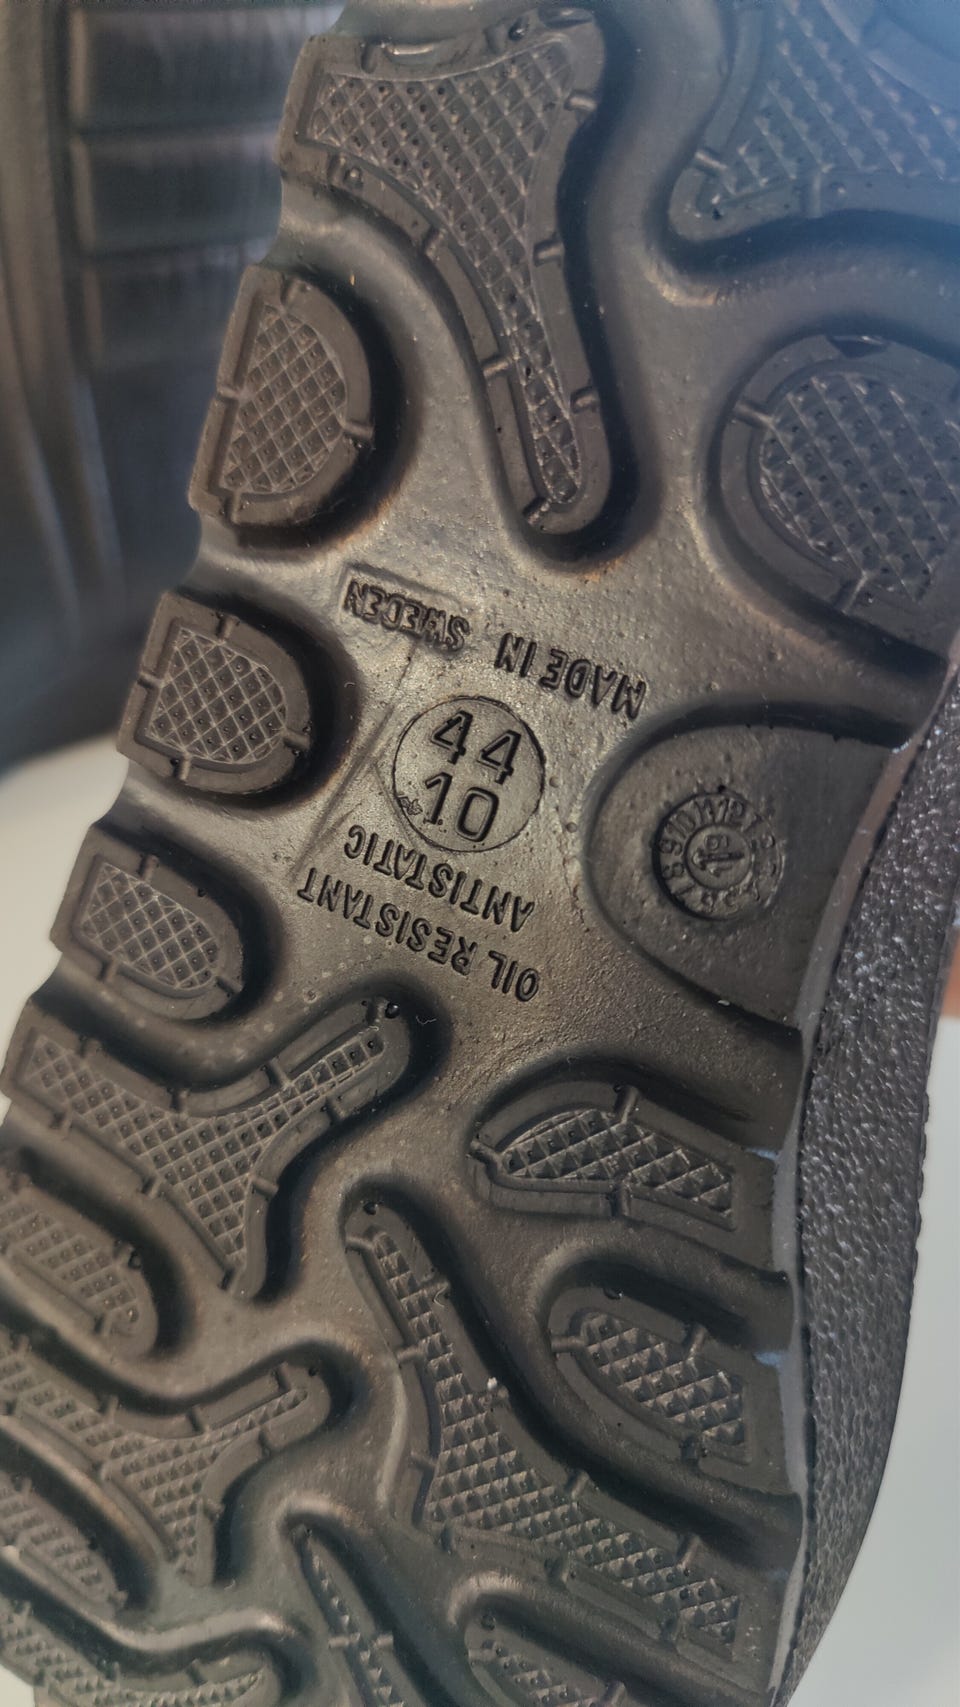 OIL RESISTANT
ANTISTATIC
44
10
MADE IN
SWEDEN